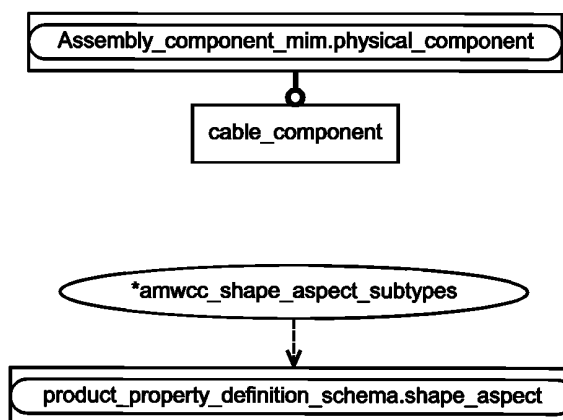 Assembly_component_mim.physical_component
cable_component
*amwcc_shape_aspect_subtypes
product_property_definition_schema.shape_aspect